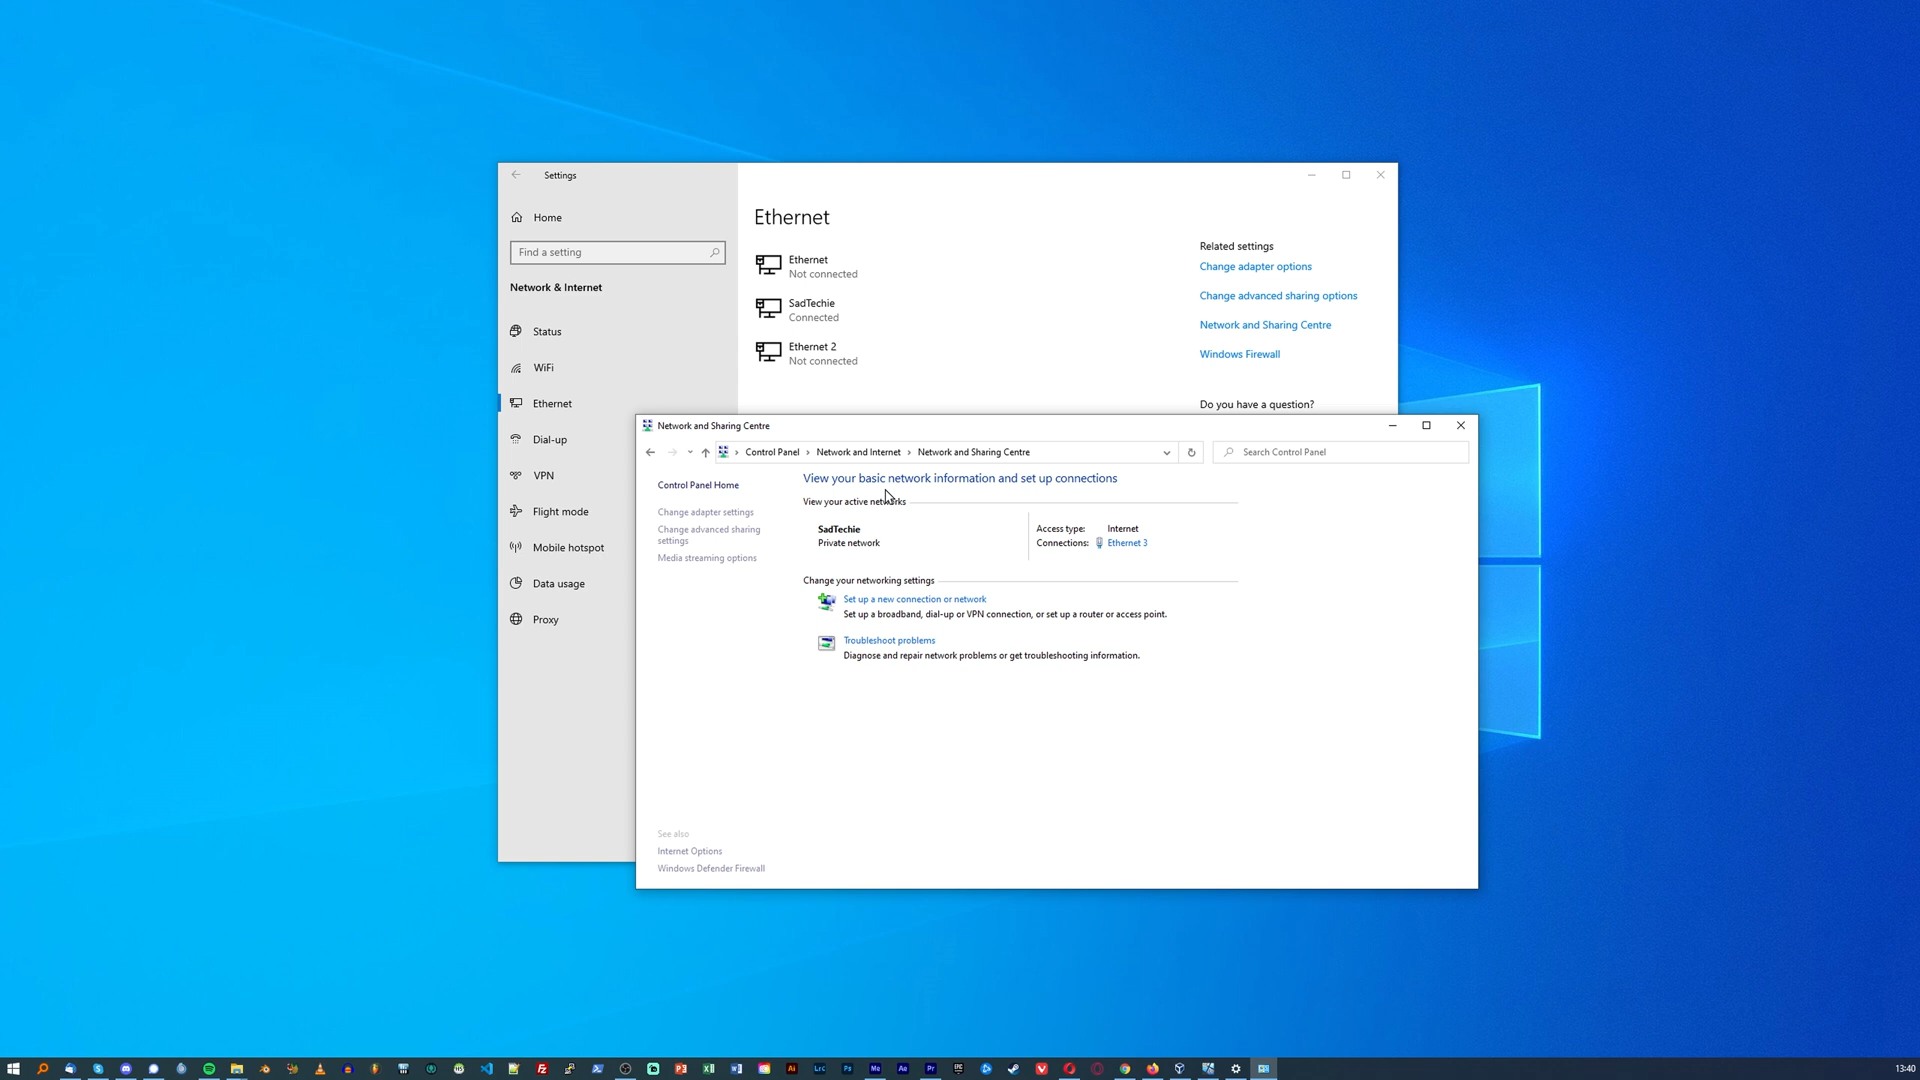 Settings
Home
Find a setting
Network & Internet
Status
WiFi
Ethernet
Dial-up
VPN
Flight mode
Mobile hotspot
Data usage
Proxy
Ethernet
Ethernet
Not connected
SadTechie
Connected
Ethernet 2
Not connected
Related settings
Change adapter options
Change advanced sharing options
Network and Sharing Centre
Windows Firewall
Do you have a question?
Network and Sharing Centre
Control Panel > Network and Internet > Network and Sharing Centre
Search Control Panel
Control Panel Home
Change adapter settings
Change advanced sharing
settings
Media streaming options
See also
Internet Options
Windows Defender Firewall
View your basic network information and set up connections
View your active networks
SadTechie
Private network
Access type: Internet
Connections: Ethernet 3
Change your networking settings
Set up a new connection or network
Set up a broadband, dial-up or VPN connection, or set up a router or access point.
Troubleshoot problems
Diagnose and repair network problems or get troubleshooting information.
Ai
Lrc
Ps
Me
Ae
Pr
13:40